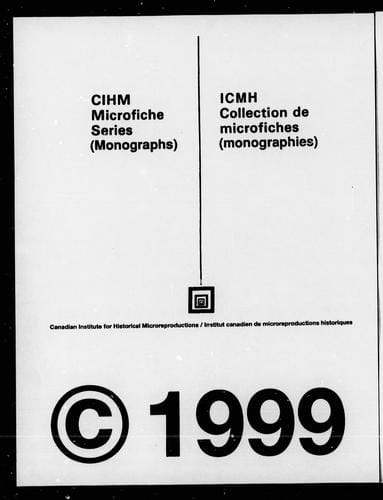 CIHM
Microfiche
Series
(Monographs)
ICMH
Collection de
microfiches
(monographies)
Canadian Institute for Historical Microreproductions / Institut canadien de microreproductions historiques
© 1999